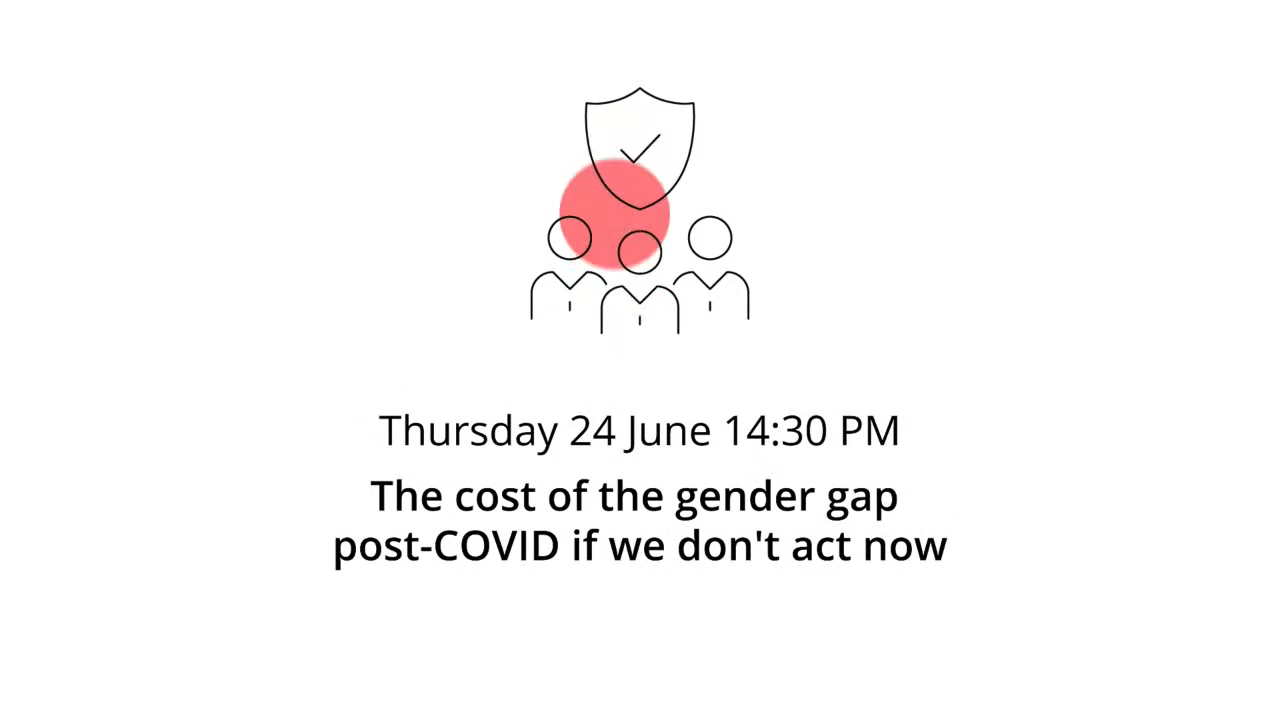 Thursday 24 June 14:30 PM
The cost of the gender gap
post-COVID if we don't act now